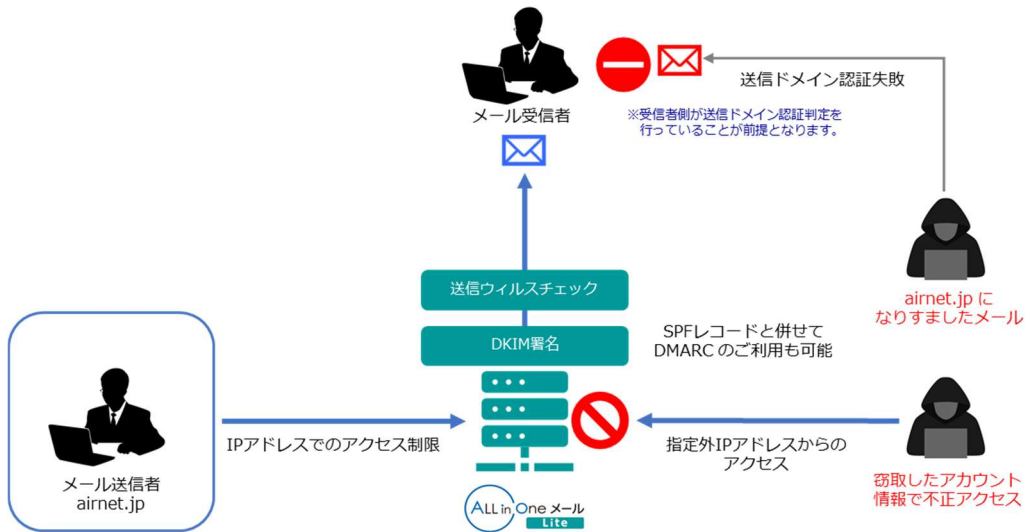 送信ドメイン認証失敗
メール受信者
※受信者側が送信ドメイン認証判定を
行っていることが前提となります。
送信ウィルスチェック
airnet.jp に
なりすましたメール
DKIM署名
SPFレコードと併せて
DMARC のご利用も可能
IPアドレスでのアクセス制限
指定外IPアドレスからの
アクセス
メール送信者
airnet.jp
窃取したアカウント
情報で不正アクセス
ALL in One メール
Lite